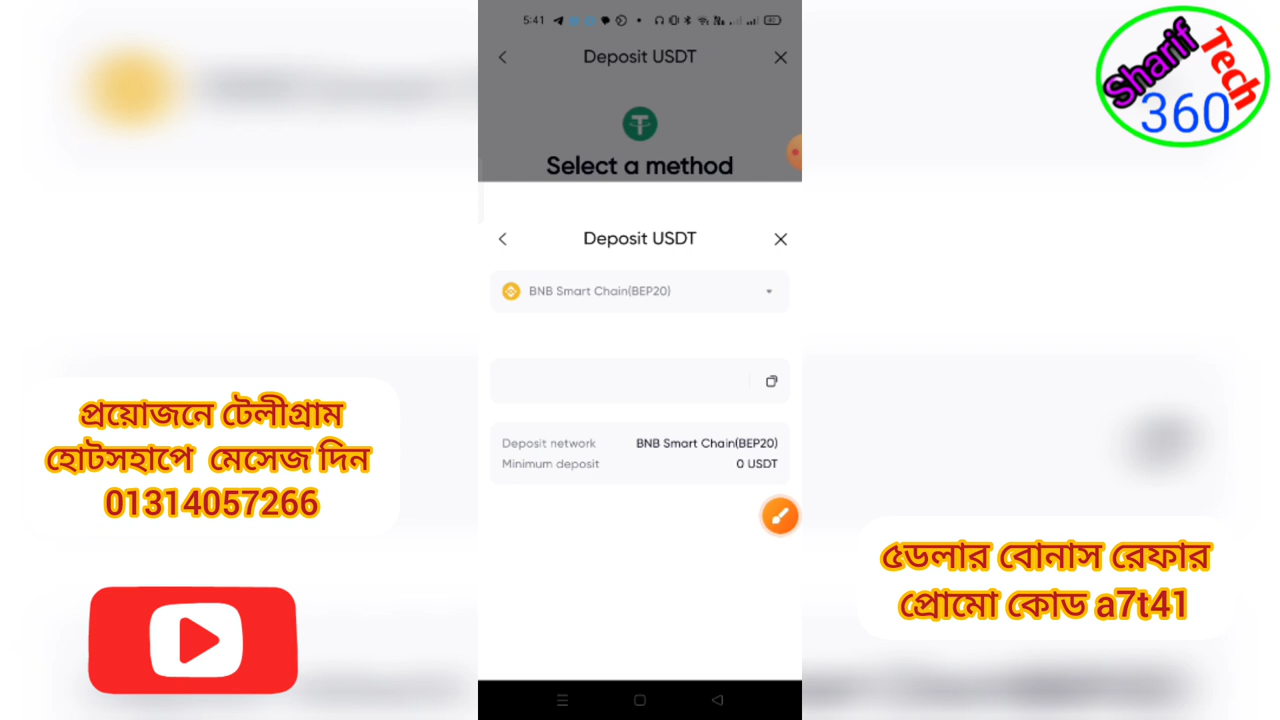 5:41
Deposit USDT
Select a method
Sharif Tech
360
Deposit USDT
BNB Smart Chain(BEP20)
Deposit network BNB Smart Chain(BEP20)
Minimum deposit 0 USDT
প্রয়োজনে টেলীগ্রাম
হোটসহাপে মেসেজ দিন
01314057266
৫ডলার বোনাস রেফার
প্রোমো কোড a7t41